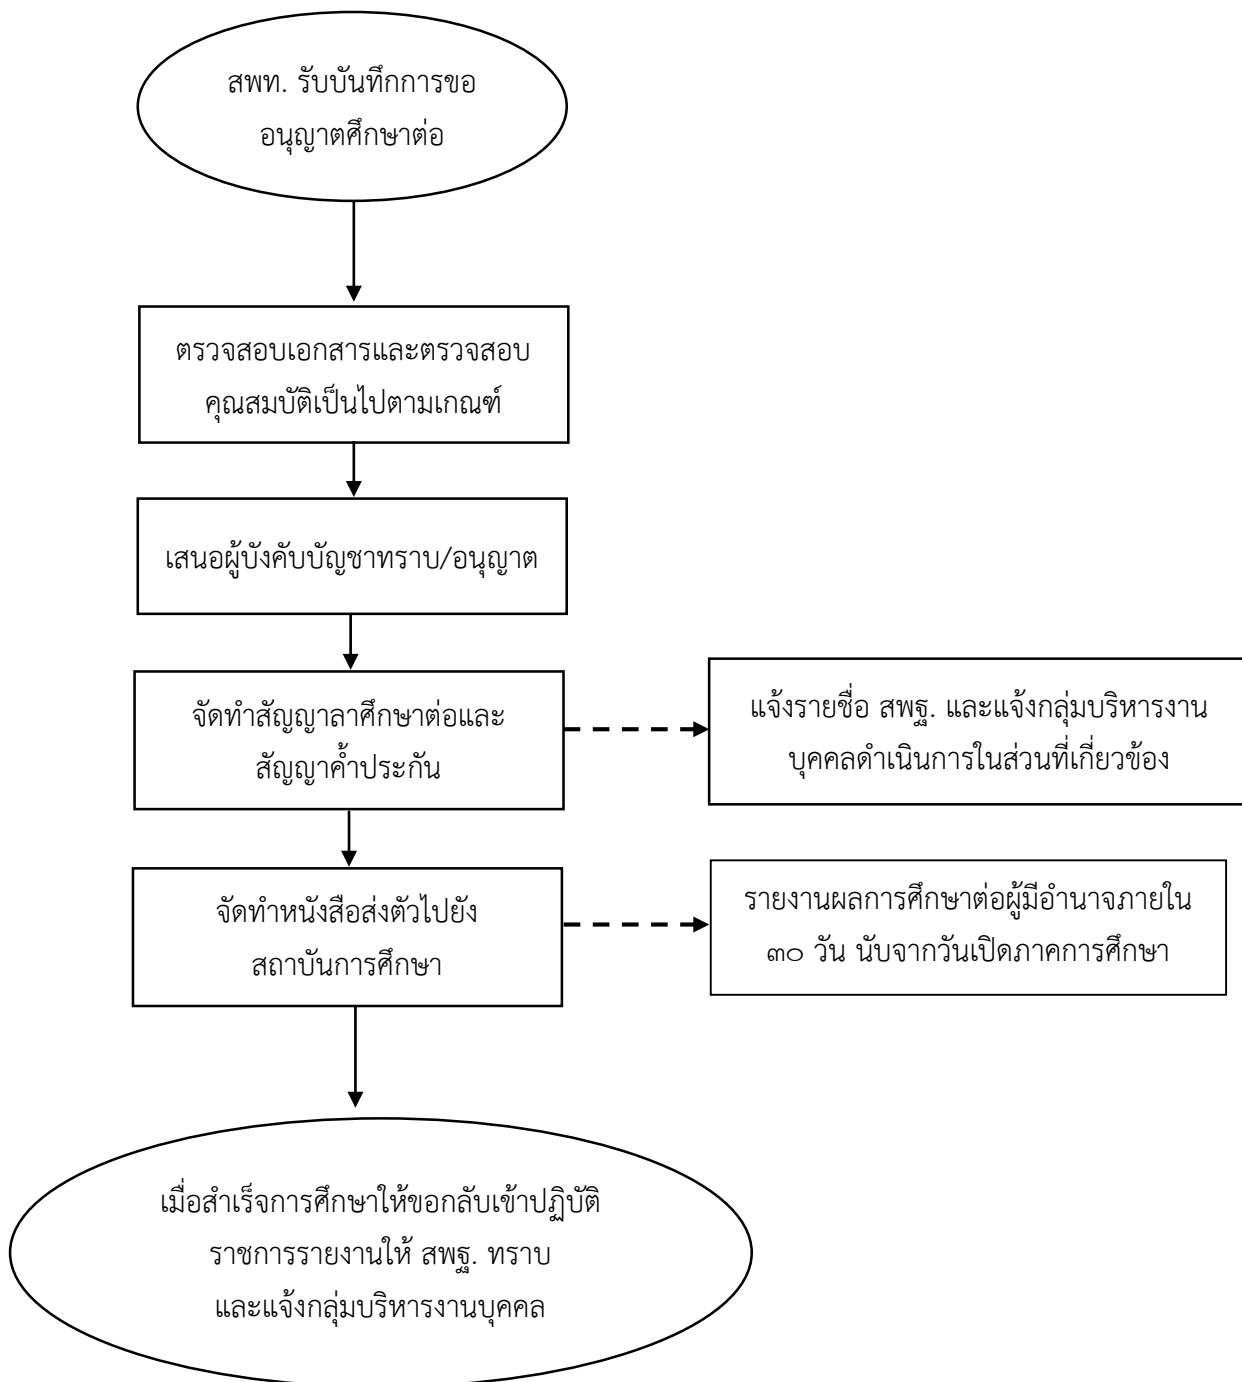 สพท. รับบันทึกการขอ
อนุญาตศึกษาต่อ
ตรวจสอบเอกสารและตรวจสอบ
คุณสมบัติเป็นไปตามเกณฑ์
เสนอผู้บังคับบัญชาทราบ/อนุญาต
จัดทำสัญญาลาศึกษาต่อและ
สัญญาค้ำประกัน
แจ้งรายชื่อ สพฐ. และแจ้งกลุ่มบริหารงาน
บุคคลดำเนินการในส่วนที่เกี่ยวข้อง
จัดทำหนังสือส่งตัวไปยัง
สถาบันการศึกษา
รายงานผลการศึกษาต่อผู้มีอำนาจภายใน
๓๐ วัน นับจากวันเปิดภาคการศึกษา
เมื่อสำเร็จการศึกษาให้ขอกลับเข้าปฏิบัติ
ราชการรายงานให้ สพฐ. ทราบ
และแจ้งกลุ่มบริหารงานบุคคล